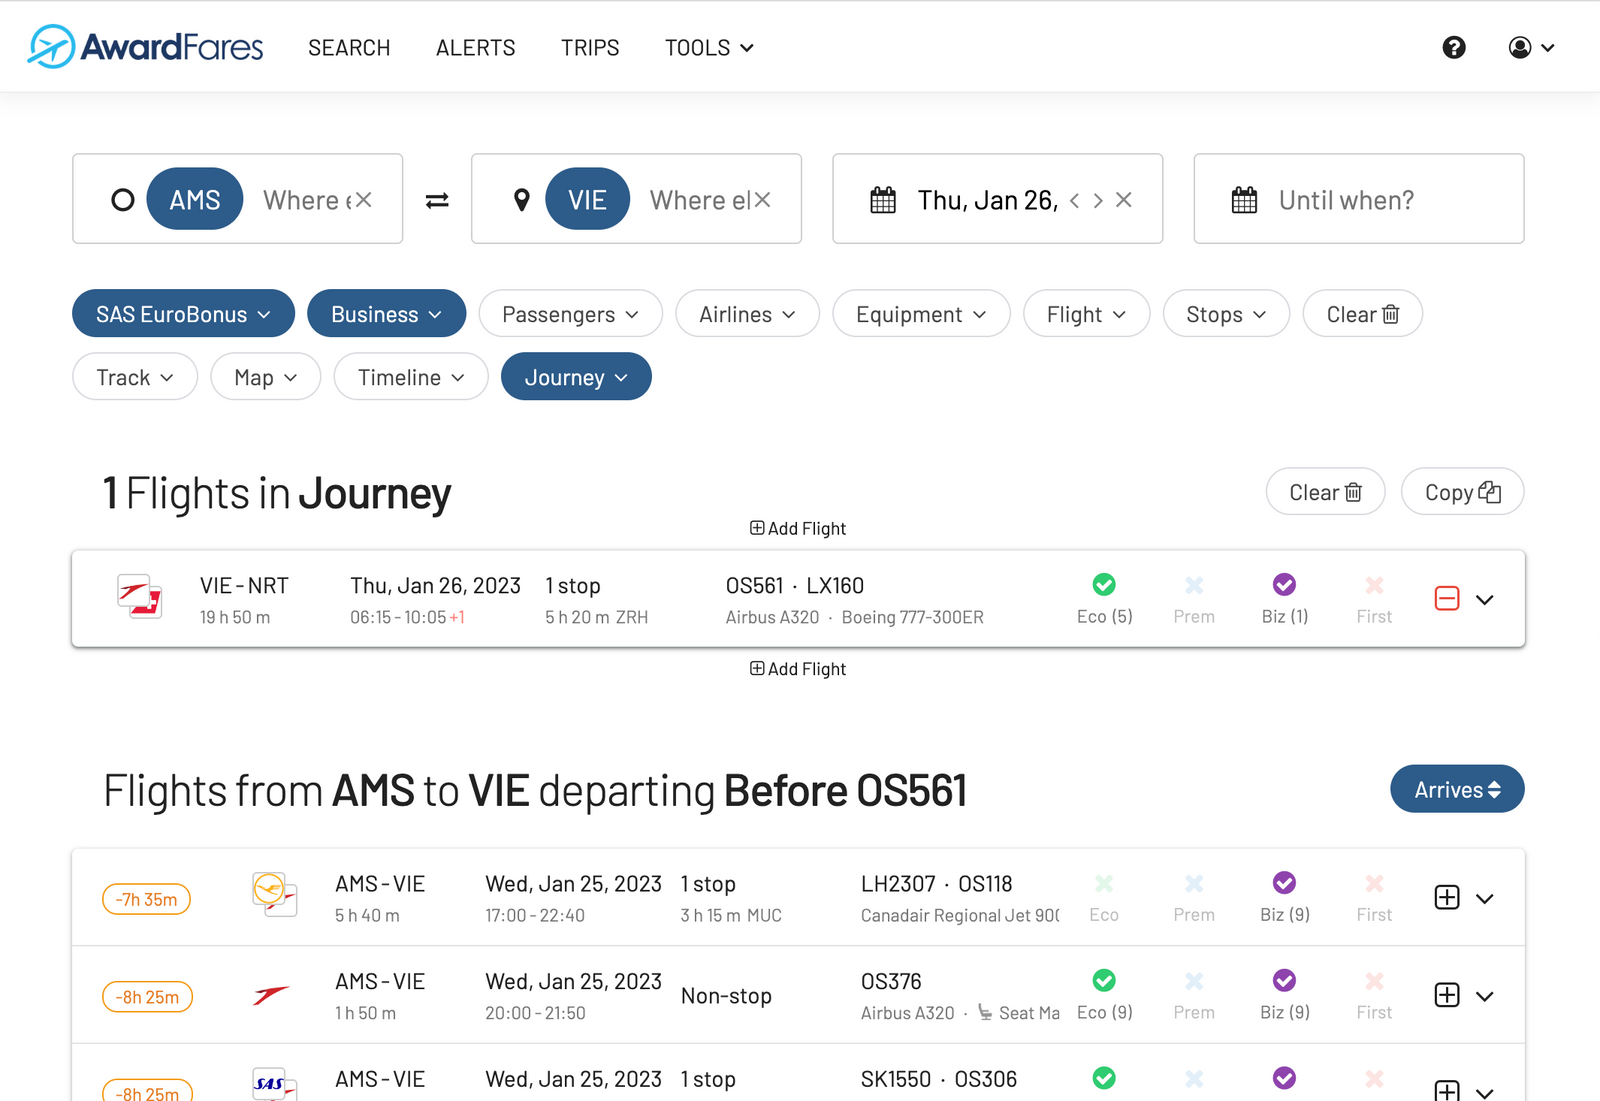 AwardFares SEARCH ALERTS TRIPS TOOLS
AMS Where e VIE Where el Thu, Jan 26, Until when?
SAS EuroBonus Business Passengers Airlines Equipment Flight Stops Clear
Track Map Timeline Journey
1 Flights in Journey Clear Copy
Add Flight
VIE - NRT Thu, Jan 26, 2023 1 stop OS561 · LX160
19 h 50 m 06:15 - 10:05 +1 5 h 20 m ZRH Airbus A320 · Boeing 777-300ER Eco (5) Prem Biz (1) First
Add Flight
Flights from AMS to VIE departing Before OS561 Arrives
-7h 35m AMS - VIE Wed, Jan 25, 2023 1 stop LH2307 · OS118
5 h 40 m 17:00 - 22:40 3 h 15 m MUC Canadair Regional Jet 90 Eco Prem Biz (9) First
-8h 25m AMS - VIE Wed, Jan 25, 2023 Non-stop OS376
1 h 50 m 20:00 - 21:50 Airbus A320 · Seat Ma Eco (9) Prem Biz (9) First
-8h 25m SAS AMS - VIE Wed, Jan 25, 2023 1 stop SK1550 · OS306